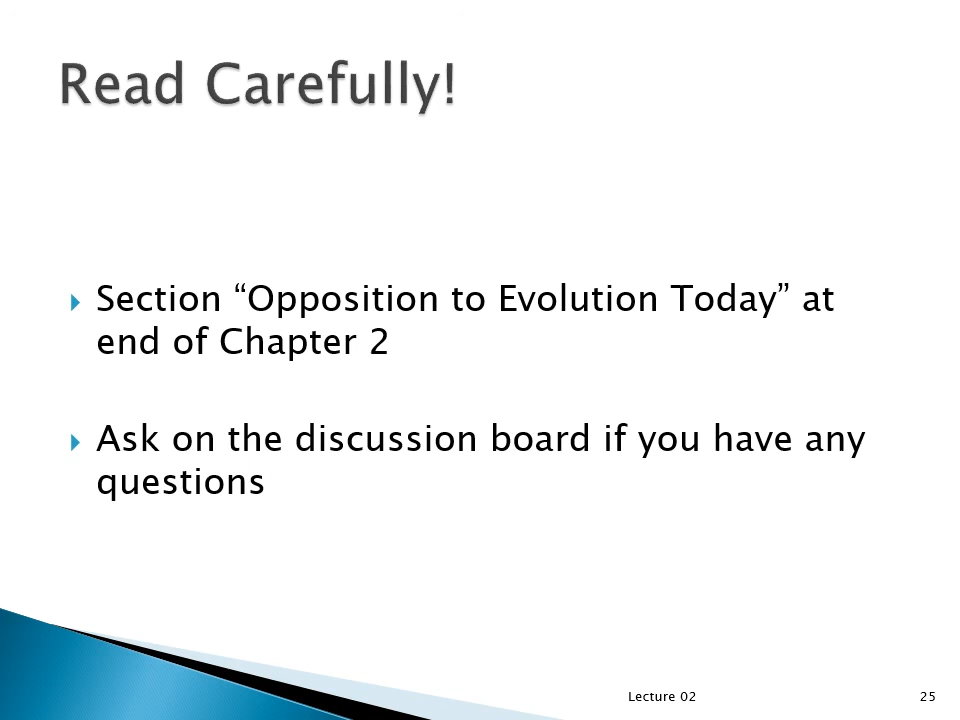 Read Carefully!
Section “Opposition to Evolution Today” at
end of Chapter 2
Ask on the discussion board if you have any
questions
Lecture 02
25